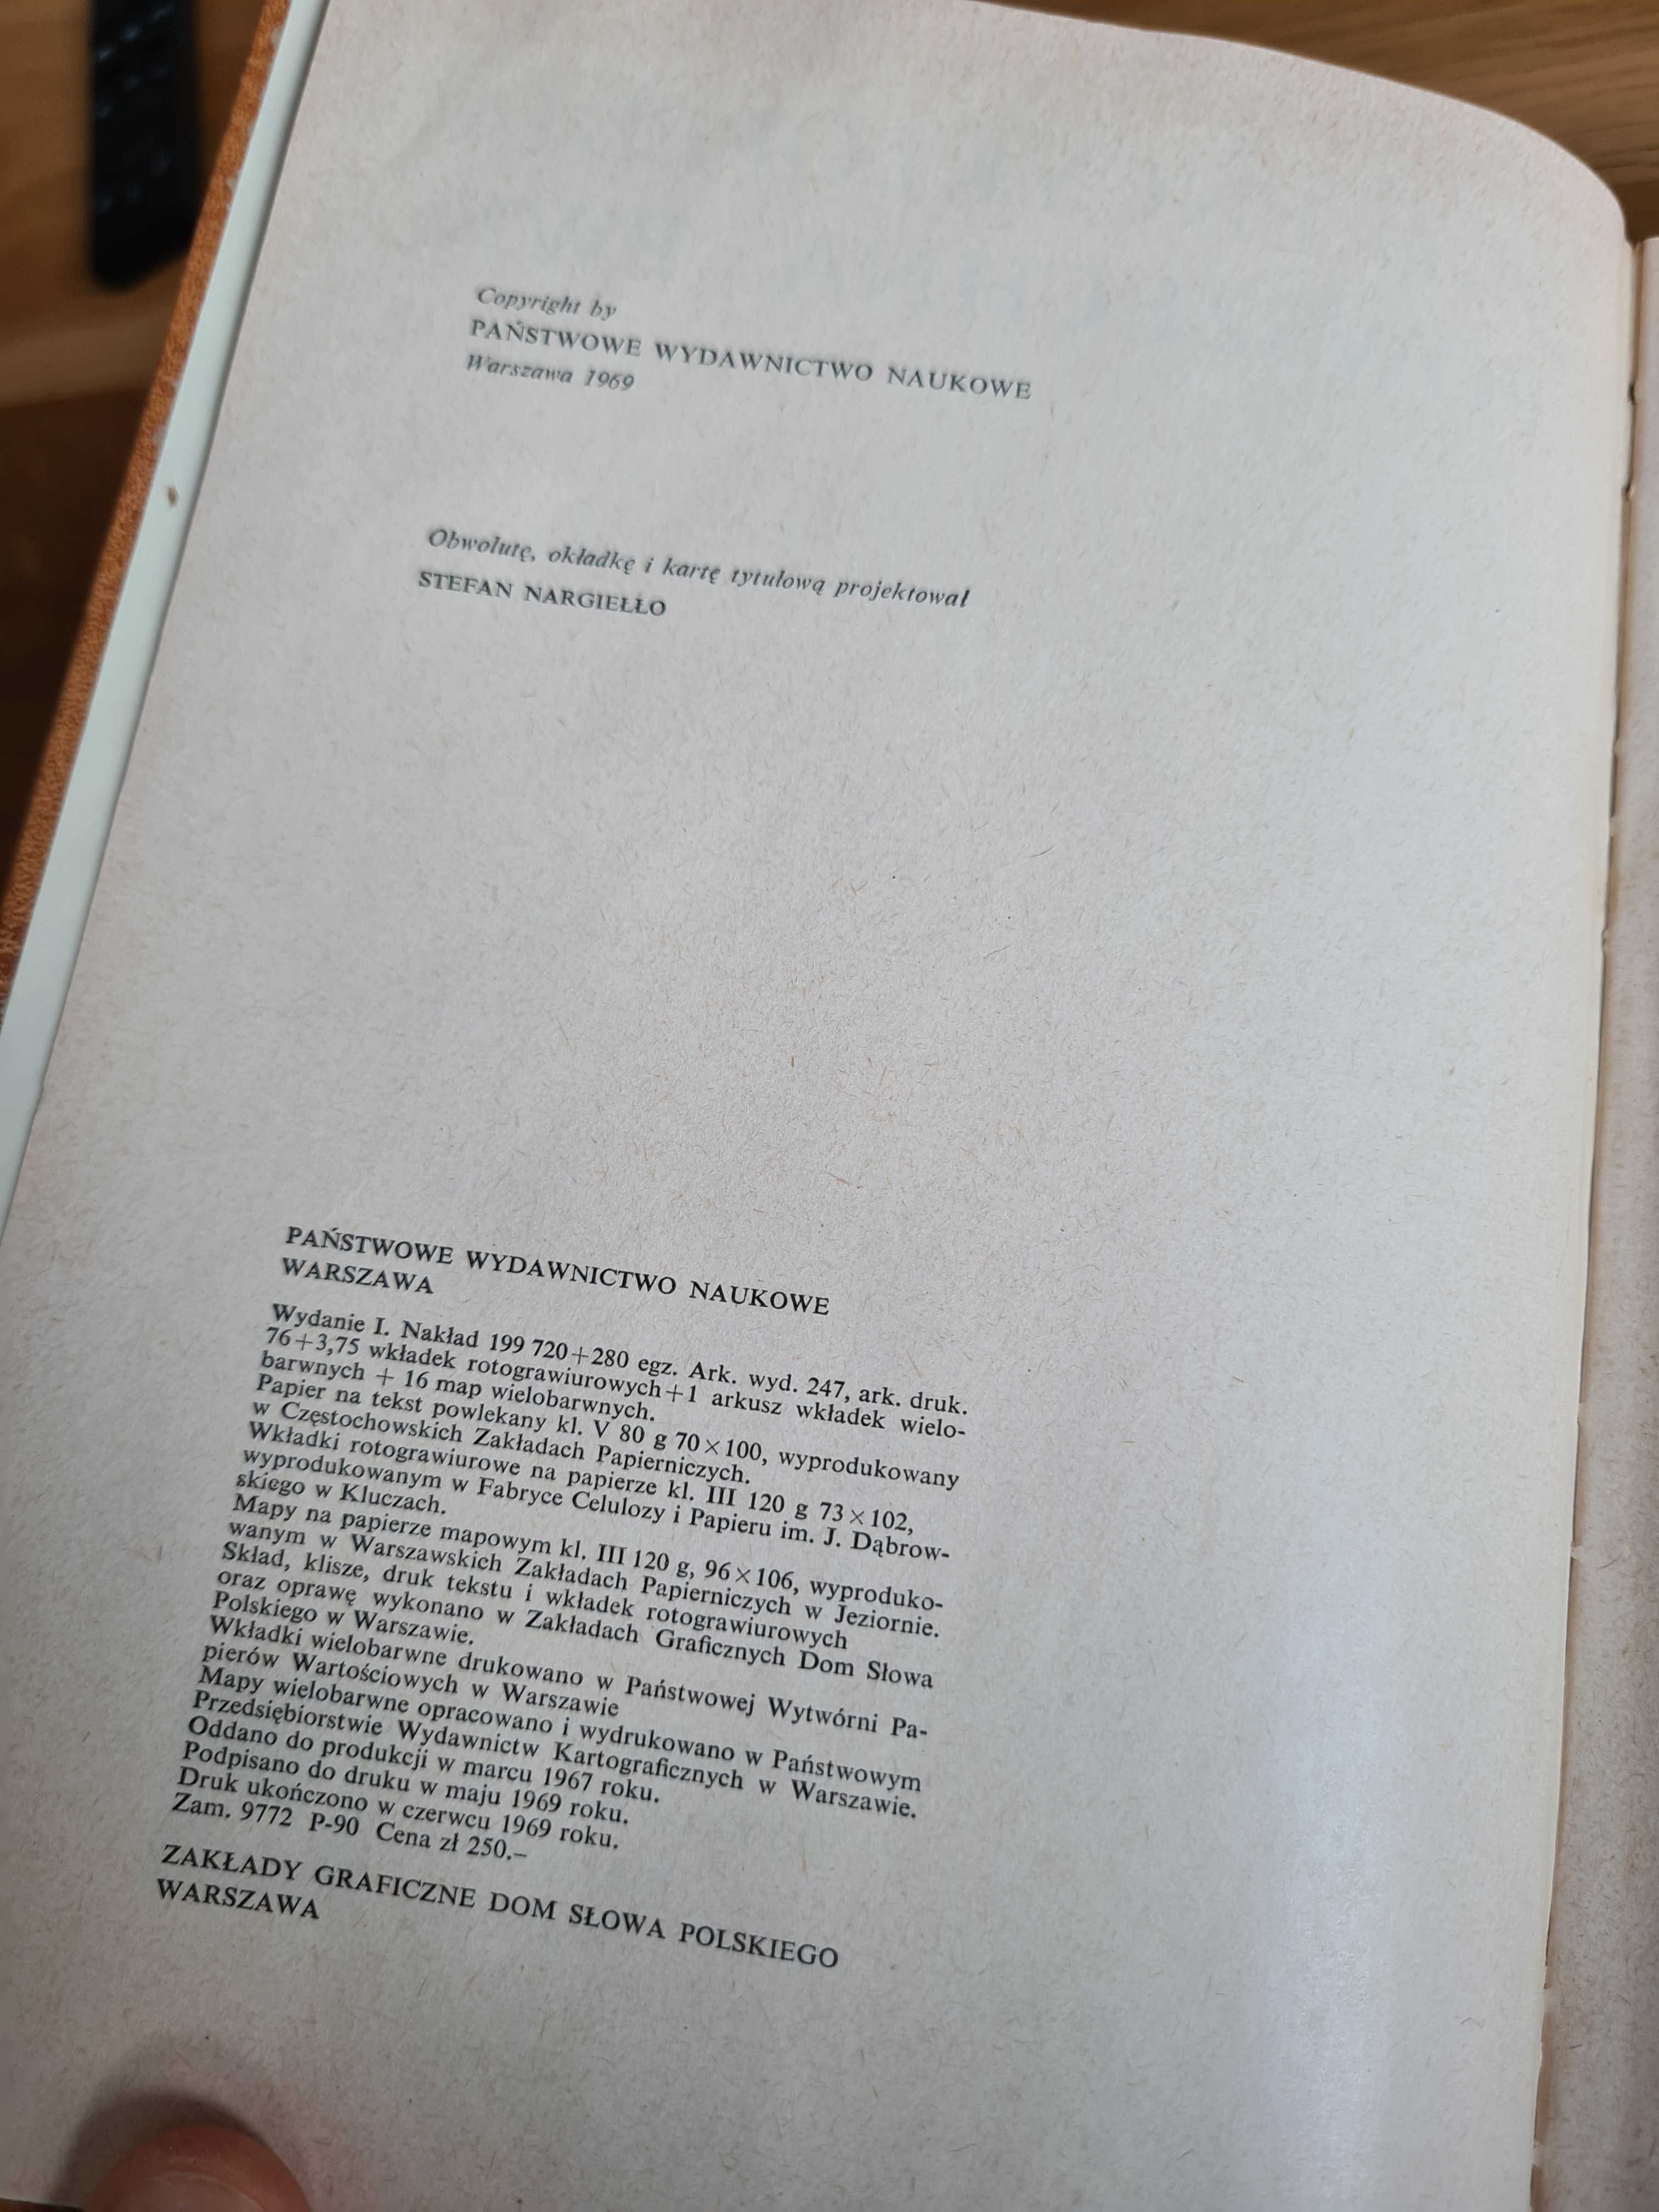 Copyright by
PAŃSTWOWE WYDAWNICTWO NAUKOWE
Warszawa 1969
Obwolutę, okładkę i kartę tytułową projektował
STEFAN NARGIEŁŁO
PAŃSTWOWE WYDAWNICTWO NAUKOWE
WARSZAWA
Wydanie I. Nakład 199 720+280 egz. Ark. wyd. 247, ark. druk.
76+3,75 wkładek rotograwiurowych+1 arkusz wkładek wielo-
barwnych + 16 map wielobarwnych.
Papier na tekst powlekany kl. V 80 g 70×100, wyprodukowany
w Częstochowskich Zakładach Papierniczych.
Wkładki rotograwiurowe na papierze kl. III 120 g 73×102,
wyprodukowanym w Fabryce Celulozy i Papieru im. J. Dąbrow-
skiego w Kluczach.
Mapy na papierze mapowym kl. III 120 g, 96×106, wyproduko-
wanym w Warszawskich Zakładach Papierniczych w Jeziornie.
Skład, klisze, druk tekstu i wkładek rotograwiurowych
oraz oprawę wykonano w Zakładach Graficznych Dom Słowa
Polskiego w Warszawie.
Wkładki wielobarwne drukowano w Państwowej Wytwórni Pa-
pierów Wartościowych w Warszawie
Mapy wielobarwne opracowano i wydrukowano w Państwowym
Przedsiębiorstwie Wydawnictw Kartograficznych w Warszawie.
Oddano do produkcji w marcu 1967 roku.
Podpisano do druku w maju 1969 roku.
Druk ukończono w czerwcu 1969 roku.
Zam. 9772 P-90 Cena zł 250.–
ZAKŁADY GRAFICZNE DOM SŁOWA POLSKIEGO
WARSZAWA